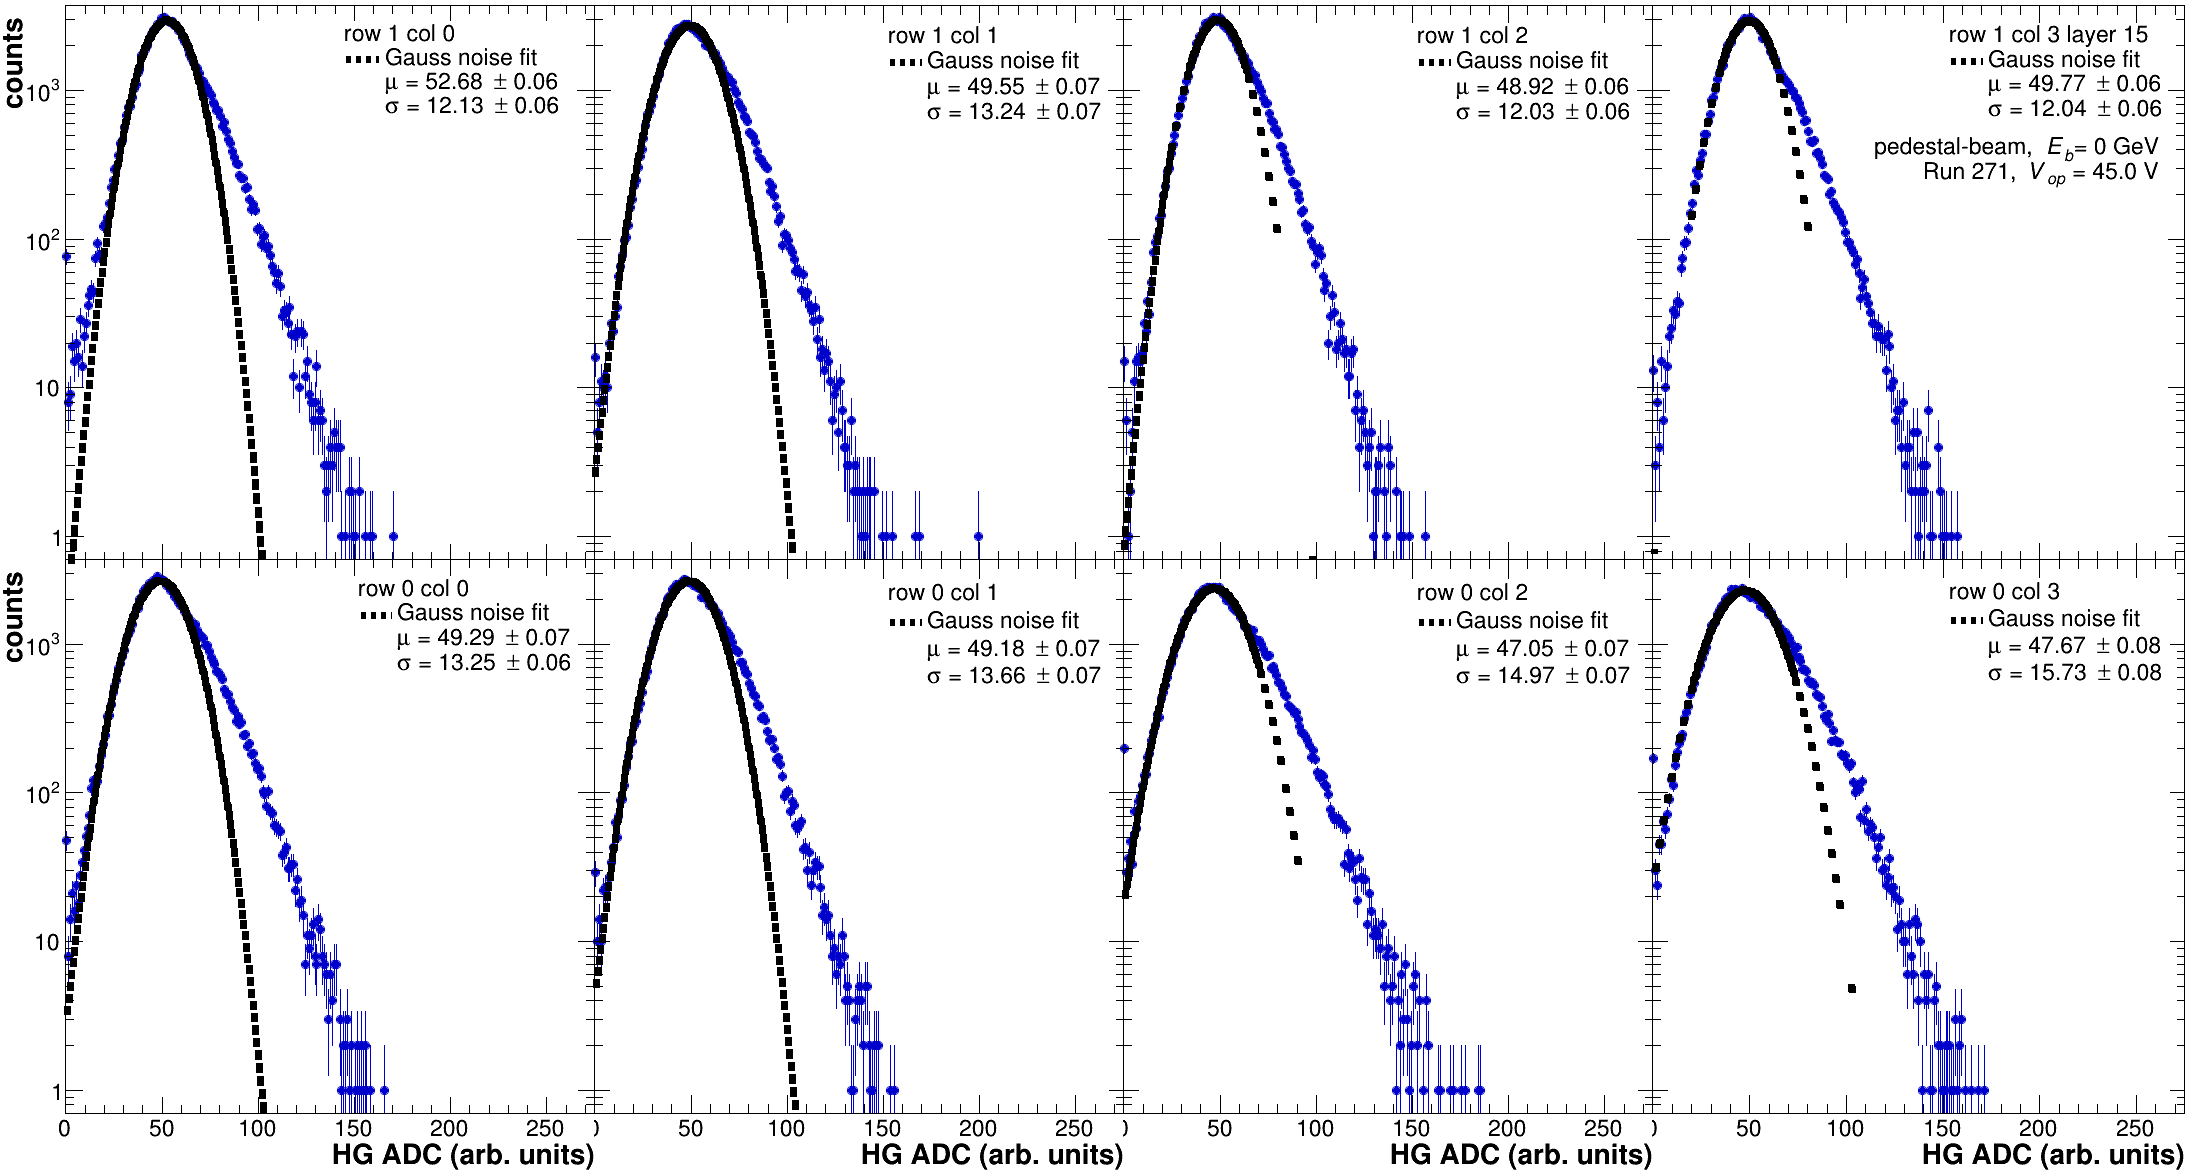 counts
10³
10²
10
1
row 1 col 0
Gauss noise fit
μ = 52.68 ± 0.06
σ = 12.13 ± 0.06
row 1 col 1
Gauss noise fit
μ = 49.55 ± 0.07
σ = 13.24 ± 0.07
row 1 col 2
Gauss noise fit
μ = 48.92 ± 0.06
σ = 12.03 ± 0.06
row 1 col 3 layer 15
Gauss noise fit
μ = 49.77 ± 0.06
σ = 12.04 ± 0.06
pedestal-beam, E_b= 0 GeV
Run 271, V_op = 45.0 V
counts
10³
10²
10
1
row 0 col 0
Gauss noise fit
μ = 49.29 ± 0.07
σ = 13.25 ± 0.06
row 0 col 1
Gauss noise fit
μ = 49.18 ± 0.07
σ = 13.66 ± 0.07
row 0 col 2
Gauss noise fit
μ = 47.05 ± 0.07
σ = 14.97 ± 0.07
row 0 col 3
Gauss noise fit
μ = 47.67 ± 0.08
σ = 15.73 ± 0.08
0 50 100 150 200 250
50 100 150 200 250
50 100 150 200 250
50 100 150 200 250
HG ADC (arb. units)
HG ADC (arb. units)
HG ADC (arb. units)
HG ADC (arb. units)